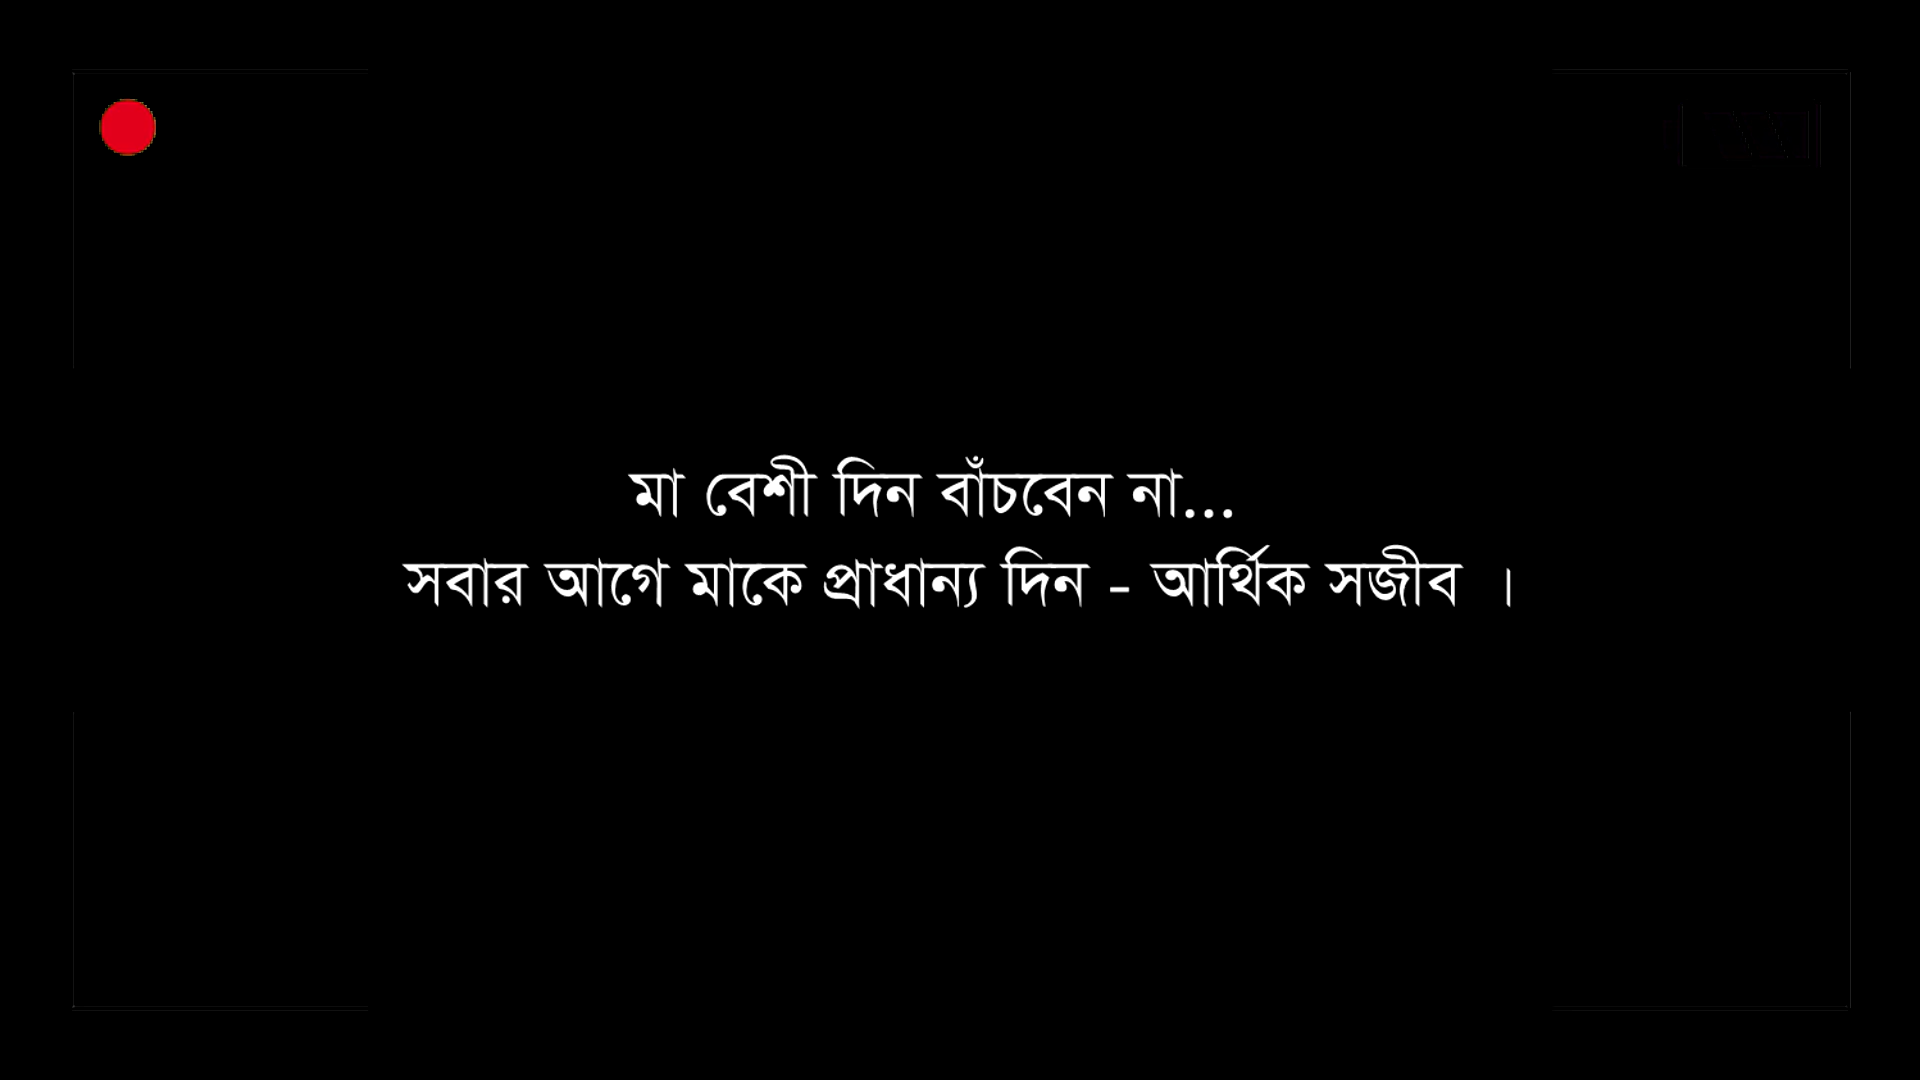 মা বেশী দিন বাঁচবেন না...
সবার আগে মাকে প্রাধান্য দিন - আর্থিক সজীব ।